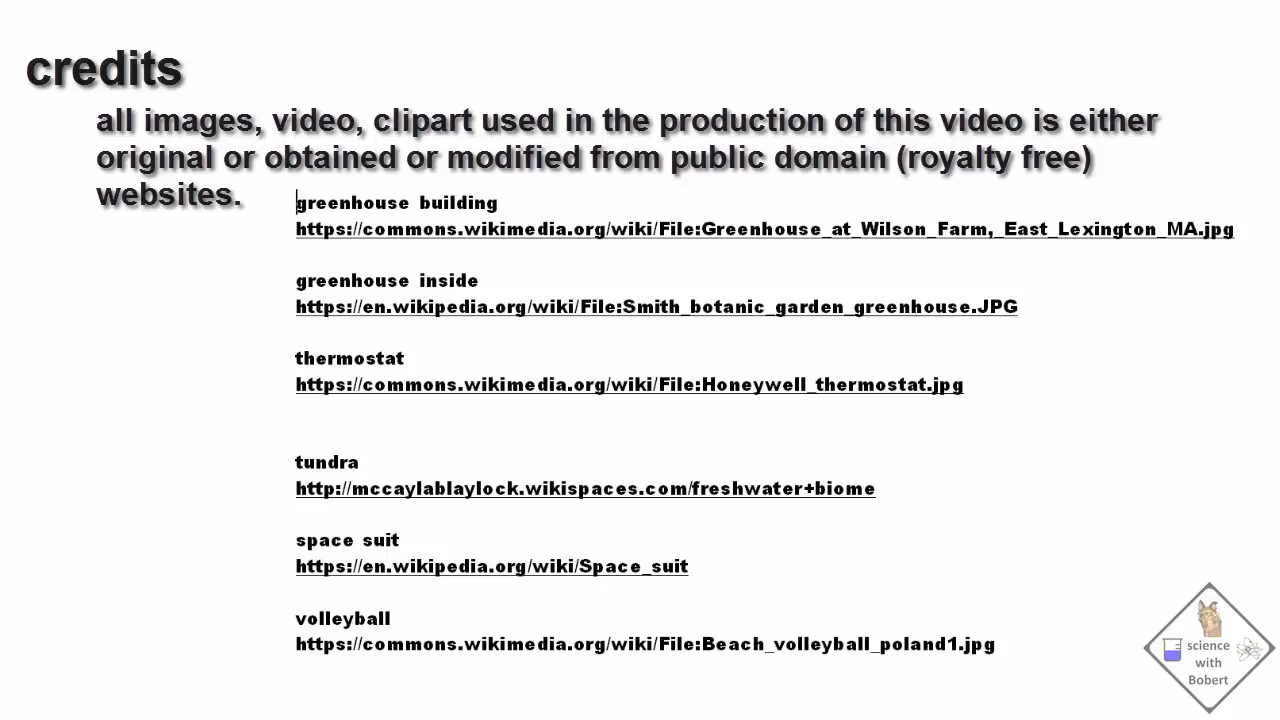 credits
all images, video, clipart used in the production of this video is either
original or obtained or modified from public domain (royalty free)
websites.
greenhouse building
https://commons.wikimedia.org/wiki/File:Greenhouse_at_Wilson_Farm,_East_Lexington_MA.jpg
greenhouse inside
https://en.wikipedia.org/wiki/File:Smith_botanic_garden_greenhouse.JPG
thermostat
https://commons.wikimedia.org/wiki/File:Honeywell_thermostat.jpg
tundra
http://mccaylablaylock.wikispaces.com/freshwater+biome
space suit
https://en.wikipedia.org/wiki/Space_suit
volleyball
https://commons.wikimedia.org/wiki/File:Beach_volleyball_poland1.jpg
science
with
Bobert